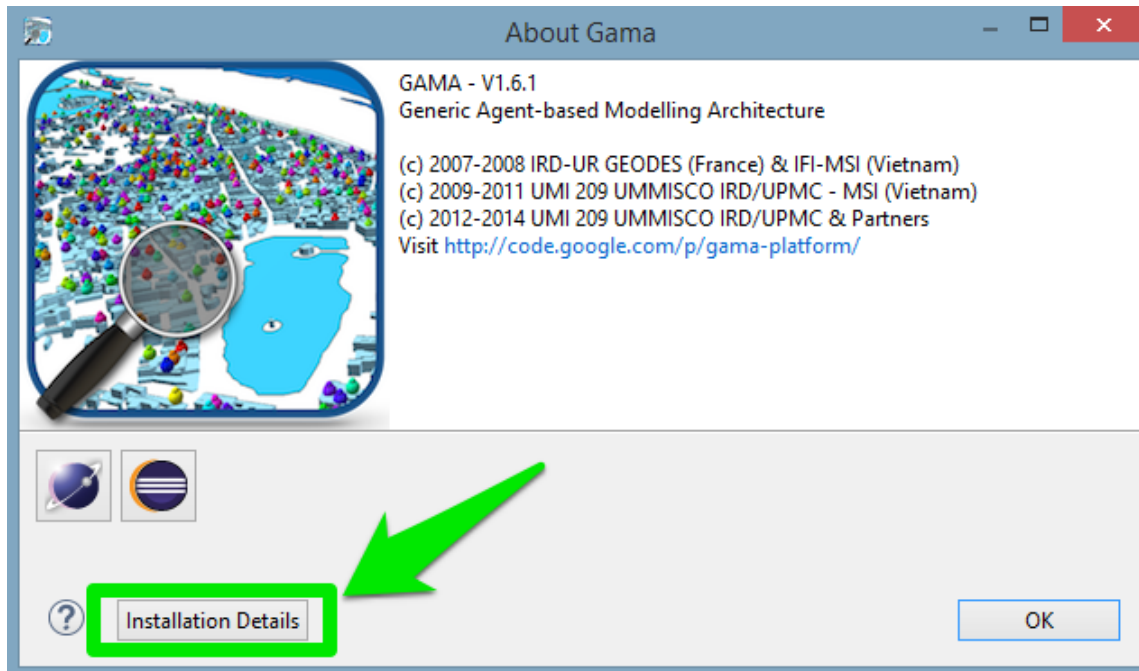 About Gama
GAMA - V1.6.1
Generic Agent-based Modelling Architecture
(c) 2007-2008 IRD-UR GEODES (France) & IFI-MSI (Vietnam)
(c) 2009-2011 UMI 209 UMMISCO IRD/UPMC - MSI (Vietnam)
(c) 2012-2014 UMI 209 UMMISCO IRD/UPMC & Partners
Visit http://code.google.com/p/gama-platform/
Installation Details
OK